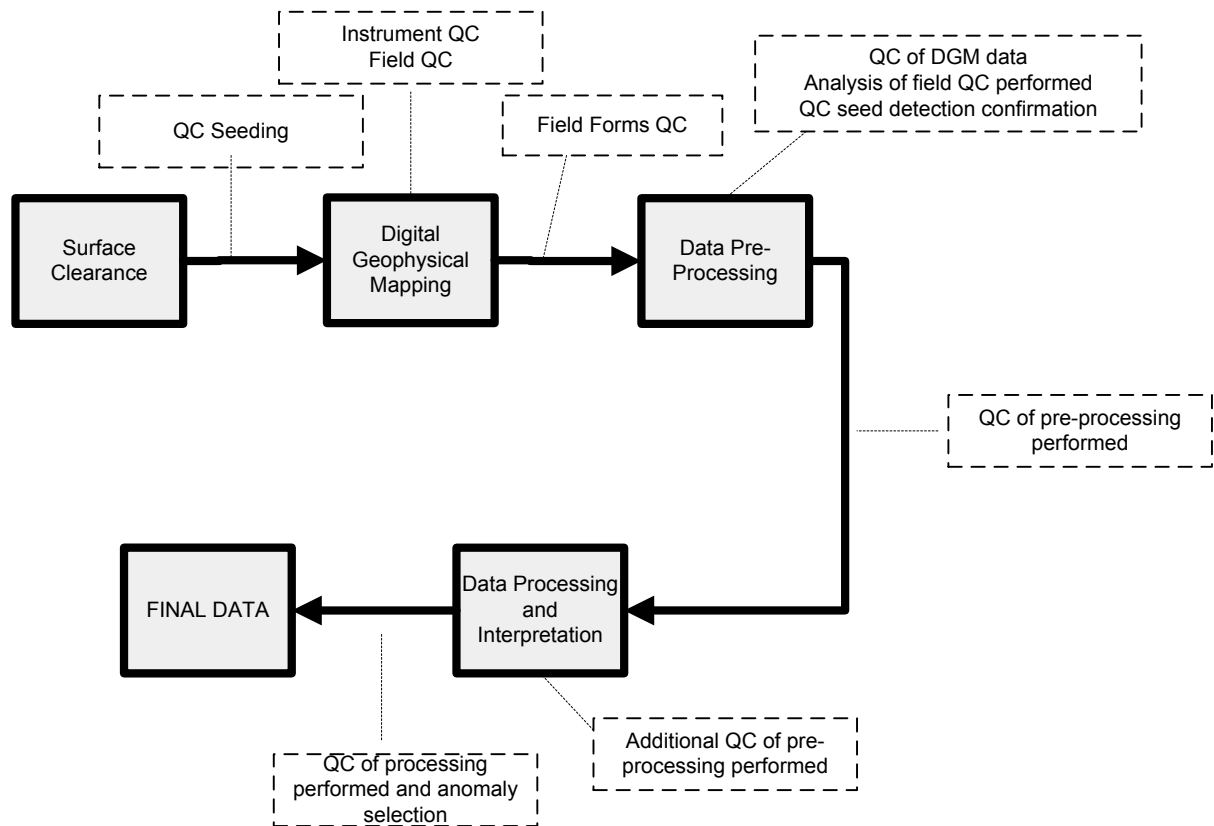 Instrument QC
Field QC
QC of DGM data
Analysis of field QC performed
QC seed detection confirmation
QC Seeding
Field Forms QC
Surface
Clearance
Digital
Geophysical
Mapping
Data Pre-
Processing
QC of pre-processing
performed
FINAL DATA
Data Processing
and
Interpretation
Additional QC of pre-
processing performed
QC of processing
performed and anomaly
selection